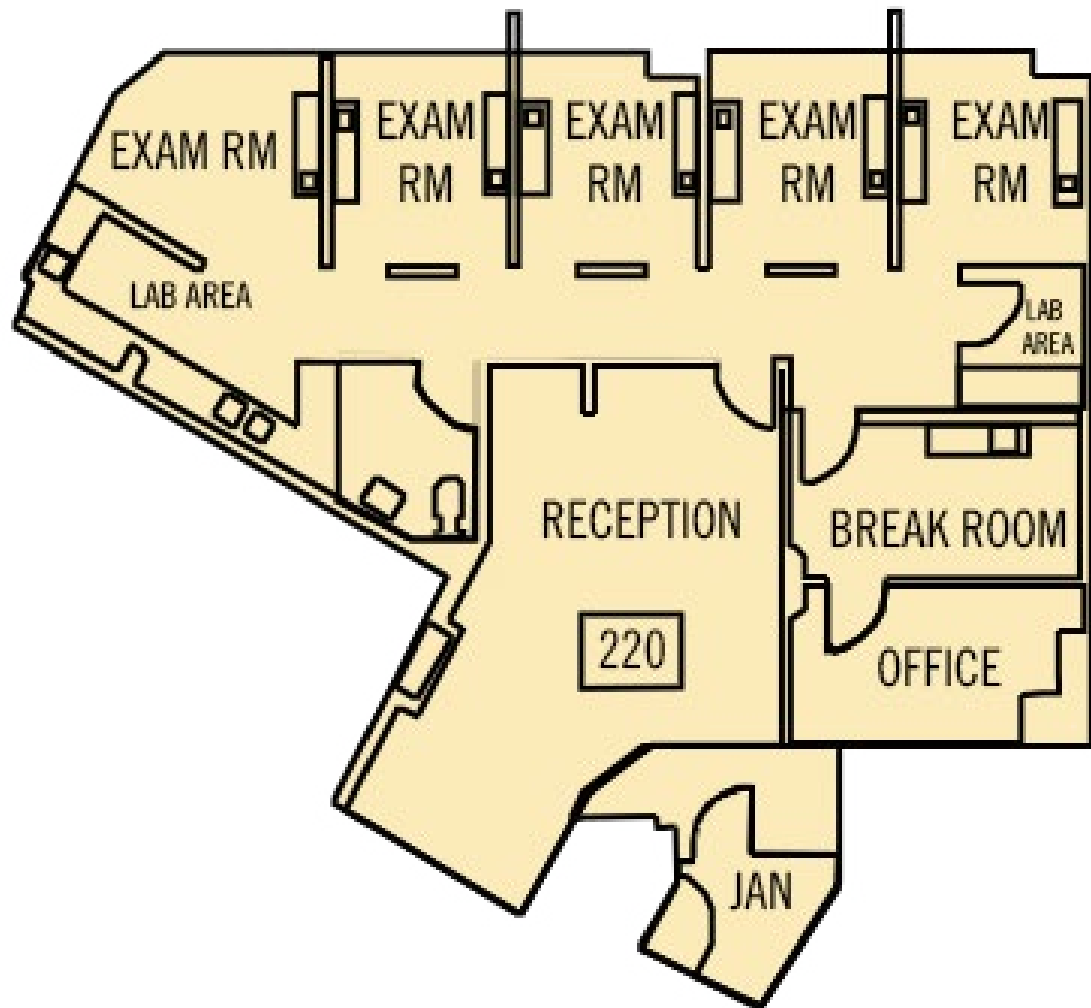 EXAM RM
EXAM
RM
EXAM
RM
EXAM
RM
EXAM
RM
LAB AREA
LAB
AREA
RECEPTION
BREAK ROOM
220
OFFICE
JAN